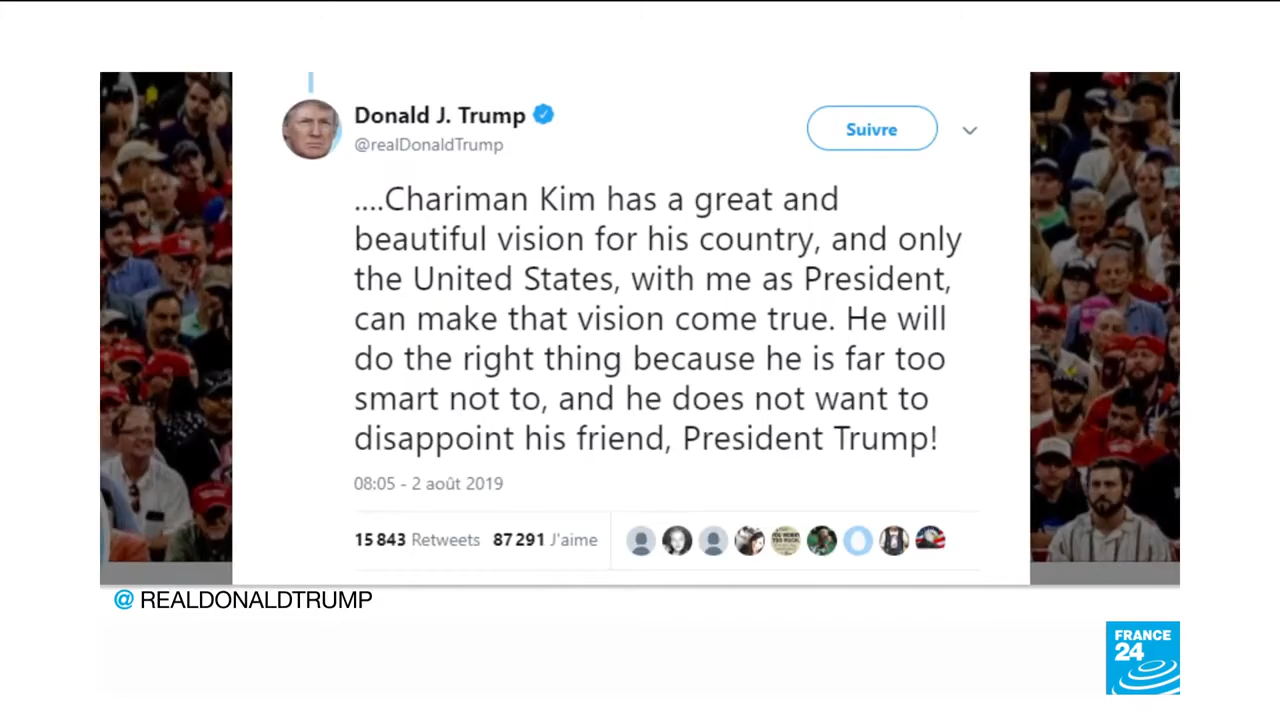 Donald J. Trump
@realDonaldTrump
Suivre
....Chariman Kim has a great and
beautiful vision for his country, and only
the United States, with me as President,
can make that vision come true. He will
do the right thing because he is far too
smart not to, and he does not want to
disappoint his friend, President Trump!
08:05 - 2 août 2019
15 843 Retweets 87 291 J'aime
@ REALDONALDTRUMP
FRANCE
24